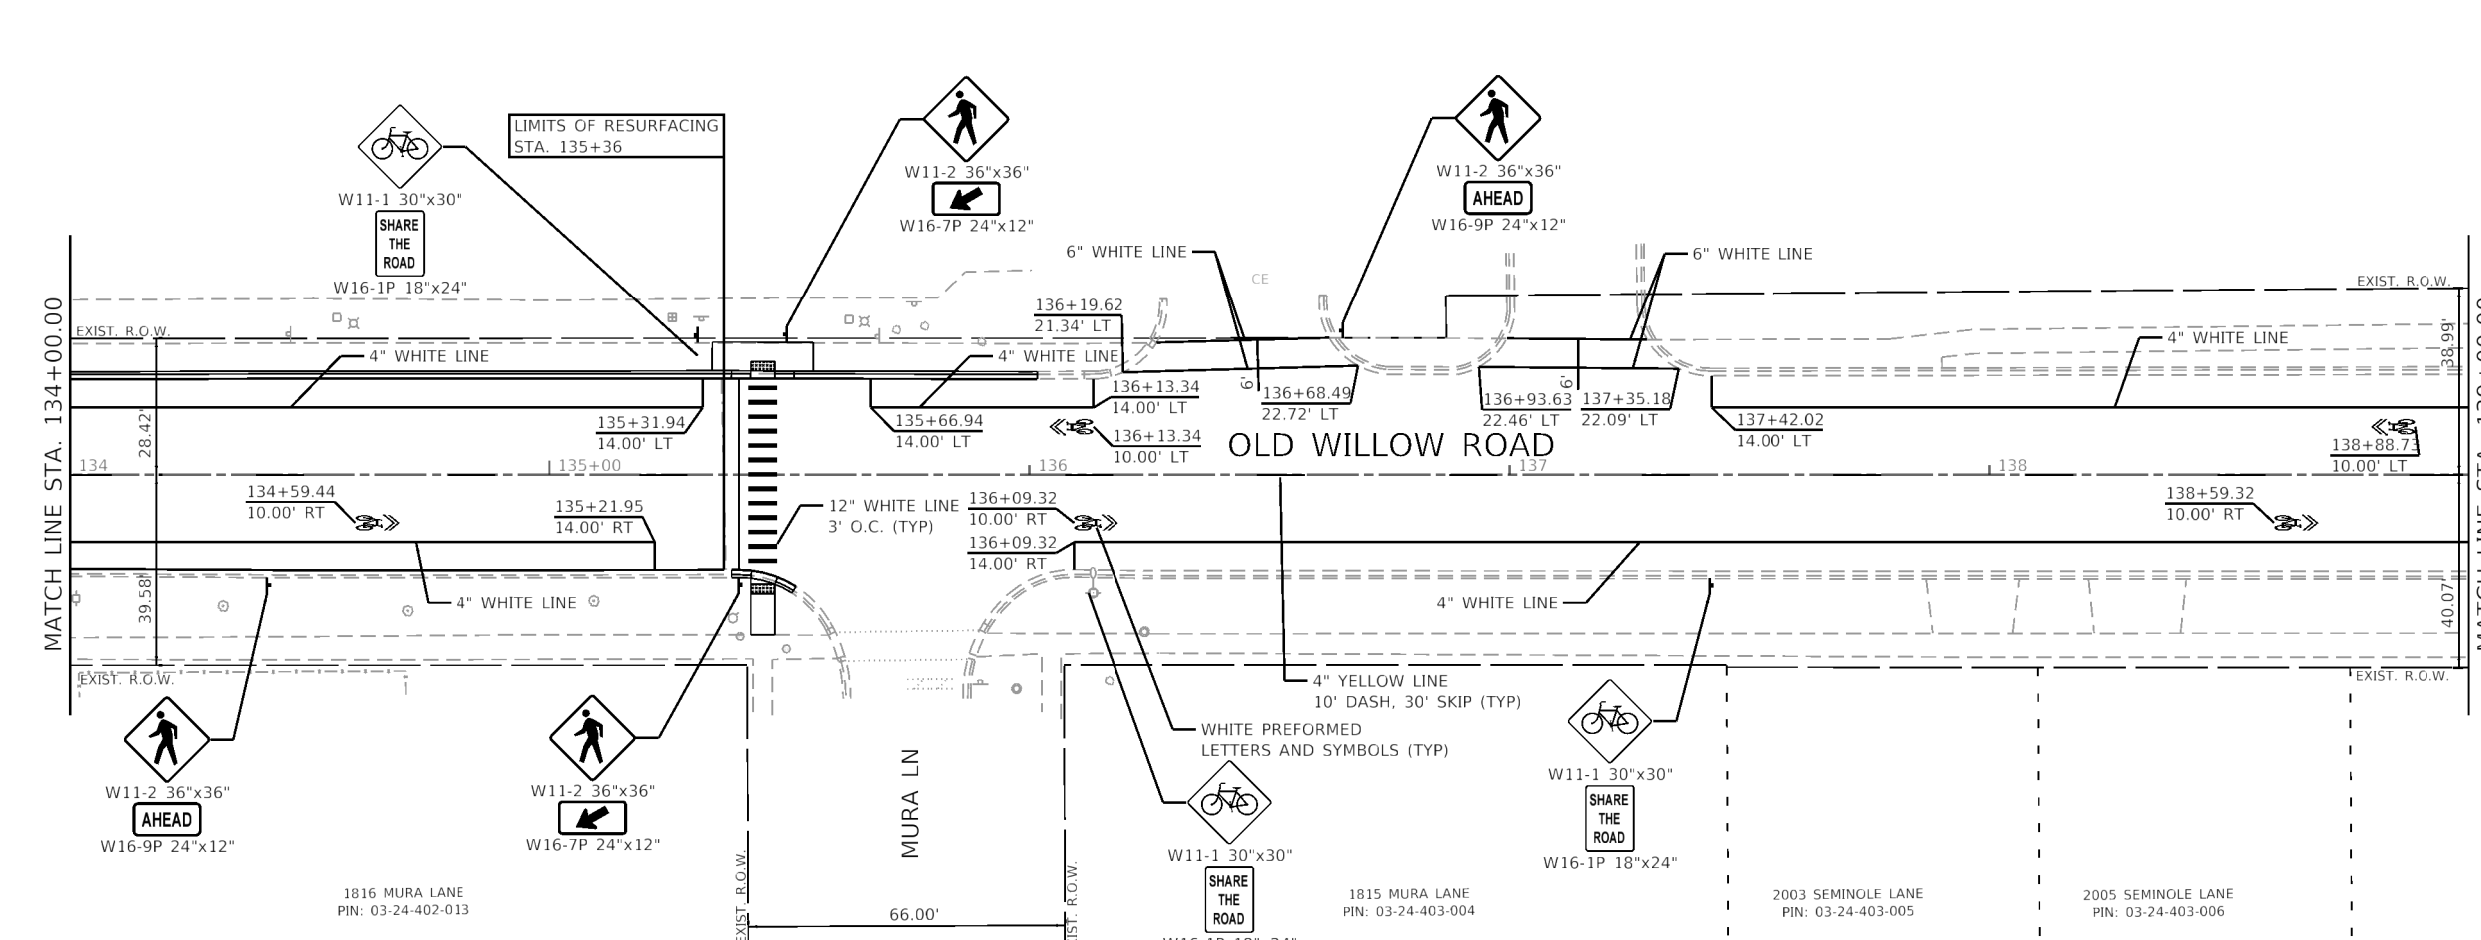 LIMITS OF RESURFACING
STA. 135+36
W11-1 30"x30"
SHARE
THE
ROAD
W16-1P 18"x24"
W11-2 36"x36"
W16-7P 24"x12"
W11-2 36"x36"
AHEAD
W16-9P 24"x12"
6" WHITE LINE
CE
6" WHITE LINE
EXIST. R.O.W.
EXIST. R.O.W.
MATCH LINE STA. 134+00.00
136+19.62
21.34' LT
4" WHITE LINE
4" WHITE LINE
4" WHITE LINE
38.99'
6'
6'
136+13.34
14.00' LT
136+68.49
22.72' LT
136+93.63
22.46' LT
137+35.18
22.09' LT
28.42'
135+31.94
14.00' LT
135+66.94
14.00' LT
136+13.34
10.00' LT
OLD WILLOW ROAD
137+42.02
14.00' LT
138+88.73
10.00' LT
134
135+00
136
137
138
134+59.44
10.00' RT
135+21.95
14.00' RT
12" WHITE LINE
3' O.C. (TYP)
136+09.32
10.00' RT
136+09.32
14.00' RT
138+59.32
10.00' RT
39.58'
4" WHITE LINE
4" WHITE LINE
40.07'
EXIST. R.O.W.
EXIST. R.O.W.
4" YELLOW LINE
10' DASH, 30' SKIP (TYP)
WHITE PREFORMED
LETTERS AND SYMBOLS (TYP)
W11-2 36"x36"
AHEAD
W16-9P 24"x12"
W11-2 36"x36"
W16-7P 24"x12"
MURA LN
W11-1 30"x30"
SHARE
THE
ROAD
W11-1 30"x30"
SHARE
THE
ROAD
W16-1P 18"x24"
EXIST. R.O.W.
66.00'
1816 MURA LANE
PIN: 03-24-402-013
1815 MURA LANE
PIN: 03-24-403-004
2003 SEMINOLE LANE
PIN: 03-24-403-005
2005 SEMINOLE LANE
PIN: 03-24-403-006